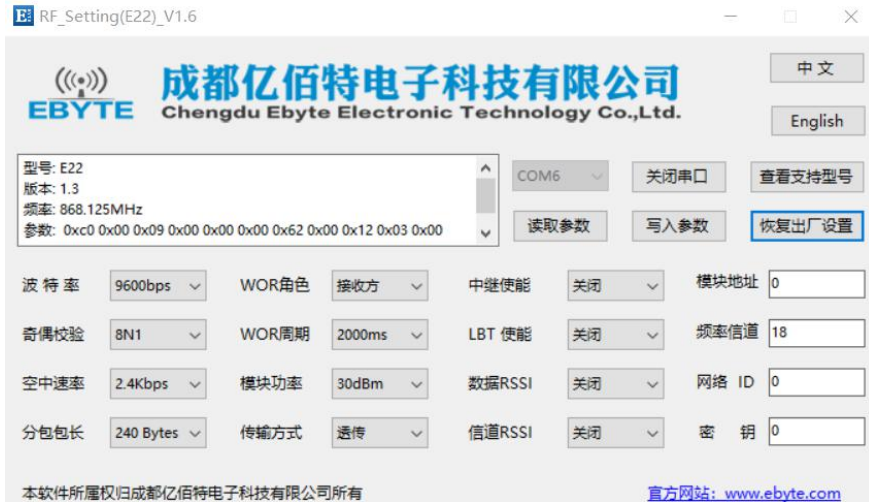 RF_Setting(E22)_V1.6
EBYTE
成都亿佰特电子科技有限公司
Chengdu Ebyte Electronic Technology Co.,Ltd.
中 文
English
型号: E22
版本: 1.3
频率: 868.125MHz
参数: 0xc0 0x00 0x09 0x00 0x00 0x00 0x62 0x00 0x12 0x03 0x00
COM6 关闭串口 查看支持型号
读取参数 写入参数 恢复出厂设置
波 特 率 9600bps WOR角色 接收方 中继使能 关闭 模块地址 0
奇偶校验 8N1 WOR周期 2000ms LBT 使能 关闭 频率信道 18
空中速率 2.4Kbps 模块功率 30dBm 数据RSSI 关闭 网络 ID 0
分包包长 240 Bytes 传输方式 透传 信道RSSI 关闭 密 钥 0
本软件所属权归成都亿佰特电子科技有限公司所有 官方网站：www.ebyte.com